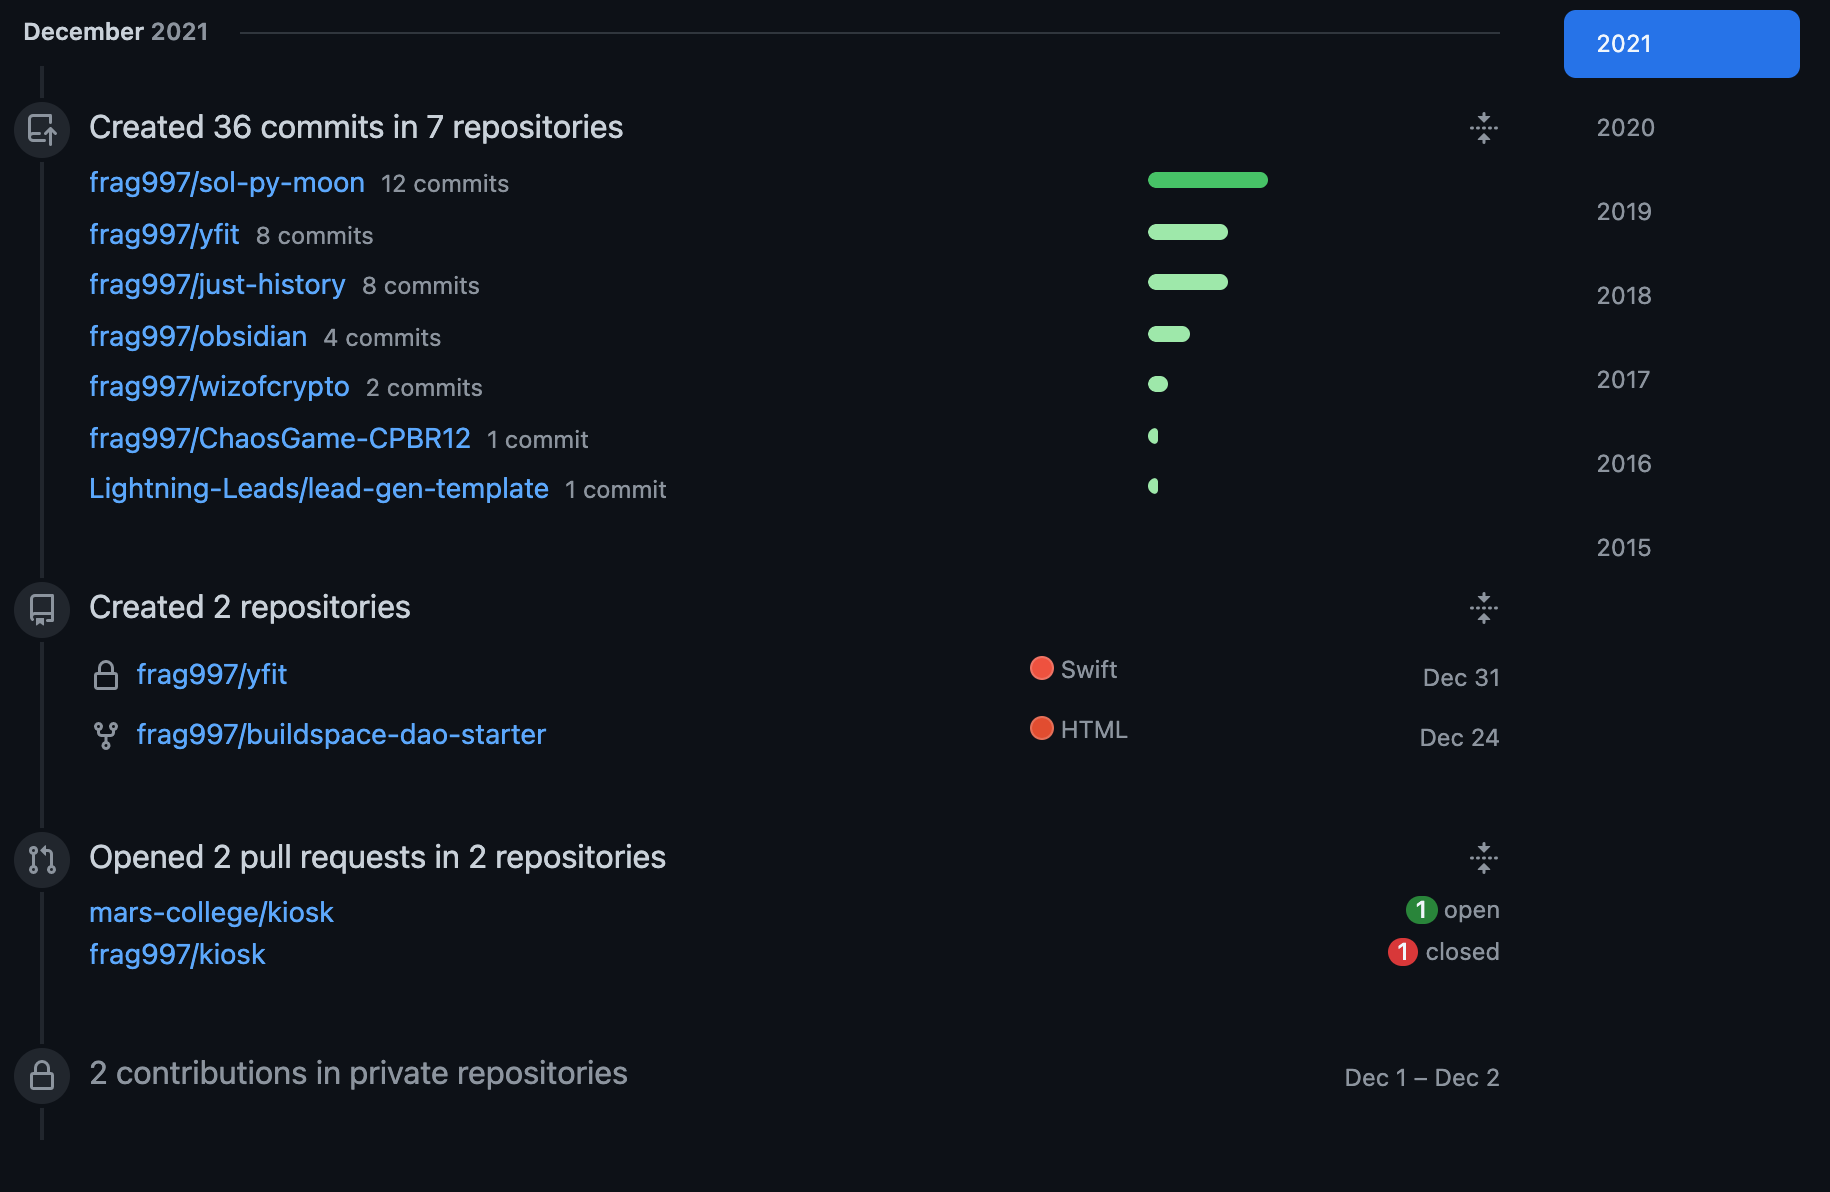 December 2021
2021
2020
2019
2018
2017
2016
2015
Created 36 commits in 7 repositories
frag997/sol-py-moon 12 commits
frag997/yfit 8 commits
frag997/just-history 8 commits
frag997/obsidian 4 commits
frag997/wizofcrypto 2 commits
frag997/ChaosGame-CPBR12 1 commit
Lightning-Leads/lead-gen-template 1 commit
Created 2 repositories
frag997/yfit Swift Dec 31
frag997/buildspace-dao-starter HTML Dec 24
Opened 2 pull requests in 2 repositories
mars-college/kiosk 1 open
frag997/kiosk 1 closed
2 contributions in private repositories Dec 1 – Dec 2